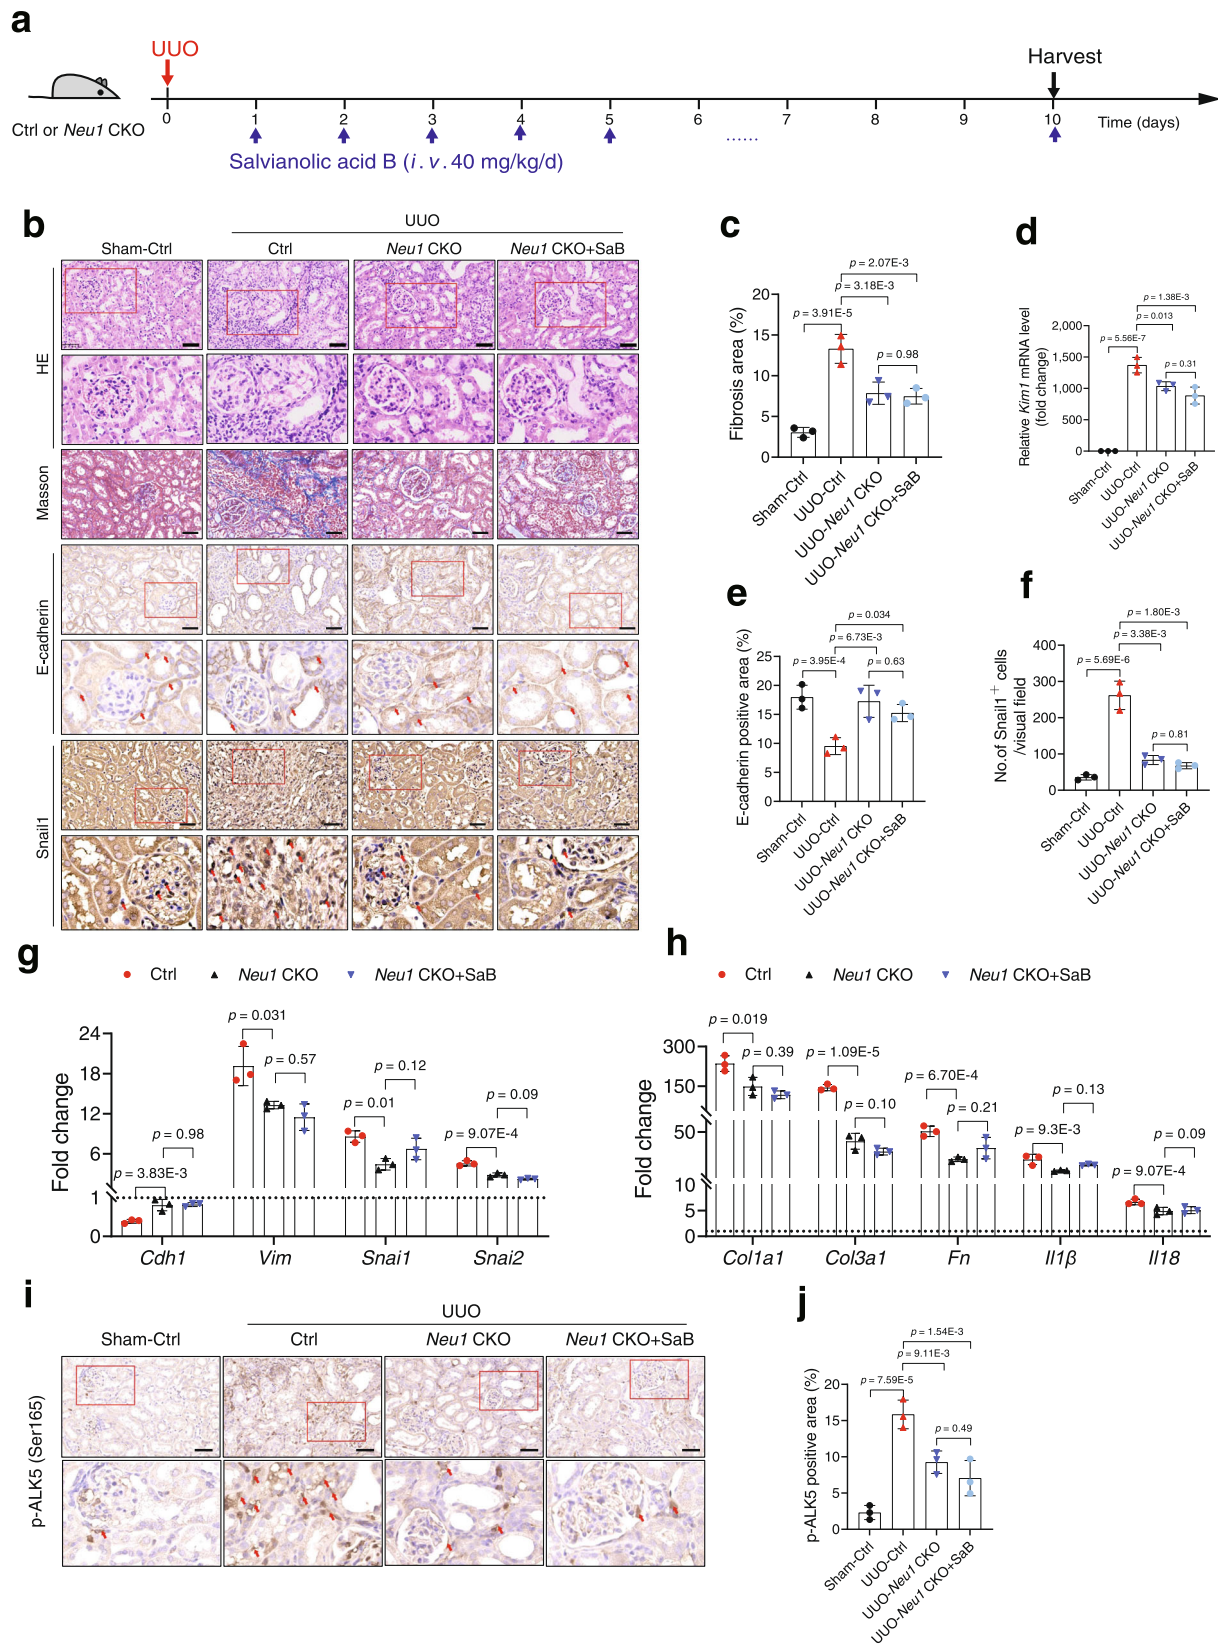 a
UUO
Harvest
0 1 2 3 4 5 6 7 8 9 10 Time (days)
Ctrl or Neu1 CKO
......
Salvianolic acid B (i. v. 40 mg/kg/d)
b
UUO
Sham-Ctrl Ctrl Neu1 CKO Neu1 CKO+SaB
HE
Masson
E-cadherin
Snail1
c
p = 2.07E-3
p = 3.18E-3
p = 3.91E-5
p = 0.98
Fibrosis area (%)
20
15
10
5
0
Sham-Ctrl
UUO-Ctrl
UUO-Neu1 CKO
UUO-Neu1 CKO+SaB
d
p = 1.38E-3
p = 0.013
p = 5.56E-7
p = 0.31
Relative Kim1 mRNA level
(fold change)
2,000
1,500
1,000
500
0
Sham-Ctrl
UUO-Ctrl
UUO-Neu1 CKO
UUO-Neu1 CKO+SaB
e
p = 0.034
p = 6.73E-3
p = 3.95E-4
p = 0.63
E-cadherin positive area (%)
25
20
15
10
5
0
Sham-Ctrl
UUO-Ctrl
UUO-Neu1 CKO
UUO-Neu1 CKO+SaB
f
p = 1.80E-3
p = 3.38E-3
p = 5.69E-6
p = 0.81
No.of Snail1+ cells
/visual field
400
300
200
100
0
Sham-Ctrl
UUO-Ctrl
UUO-Neu1 CKO
UUO-Neu1 CKO+SaB
g
Ctrl Neu1 CKO Neu1 CKO+SaB
p = 0.031
p = 0.57
p = 0.12
p = 0.01
p = 0.09
p = 0.98
p = 9.07E-4
p = 3.83E-3
Fold change
24
18
12
6
1
0
Cdh1 Vim Snai1 Snai2
h
Ctrl Neu1 CKO Neu1 CKO+SaB
p = 0.019
p = 0.39
p = 1.09E-5
p = 6.70E-4
p = 0.13
p = 0.10
p = 0.21
p = 9.3E-3
p = 0.09
p = 9.07E-4
Fold change
300
150
50
10
5
0
Col1a1 Col3a1 Fn Il1β Il18
i
UUO
Sham-Ctrl Ctrl Neu1 CKO Neu1 CKO+SaB
p-ALK5 (Ser165)
j
p = 1.54E-3
p = 9.11E-3
p = 7.59E-5
p = 0.49
p-ALK5 positive area (%)
20
15
10
5
0
Sham-Ctrl
UUO-Ctrl
UUO-Neu1 CKO
UUO-Neu1 CKO+SaB